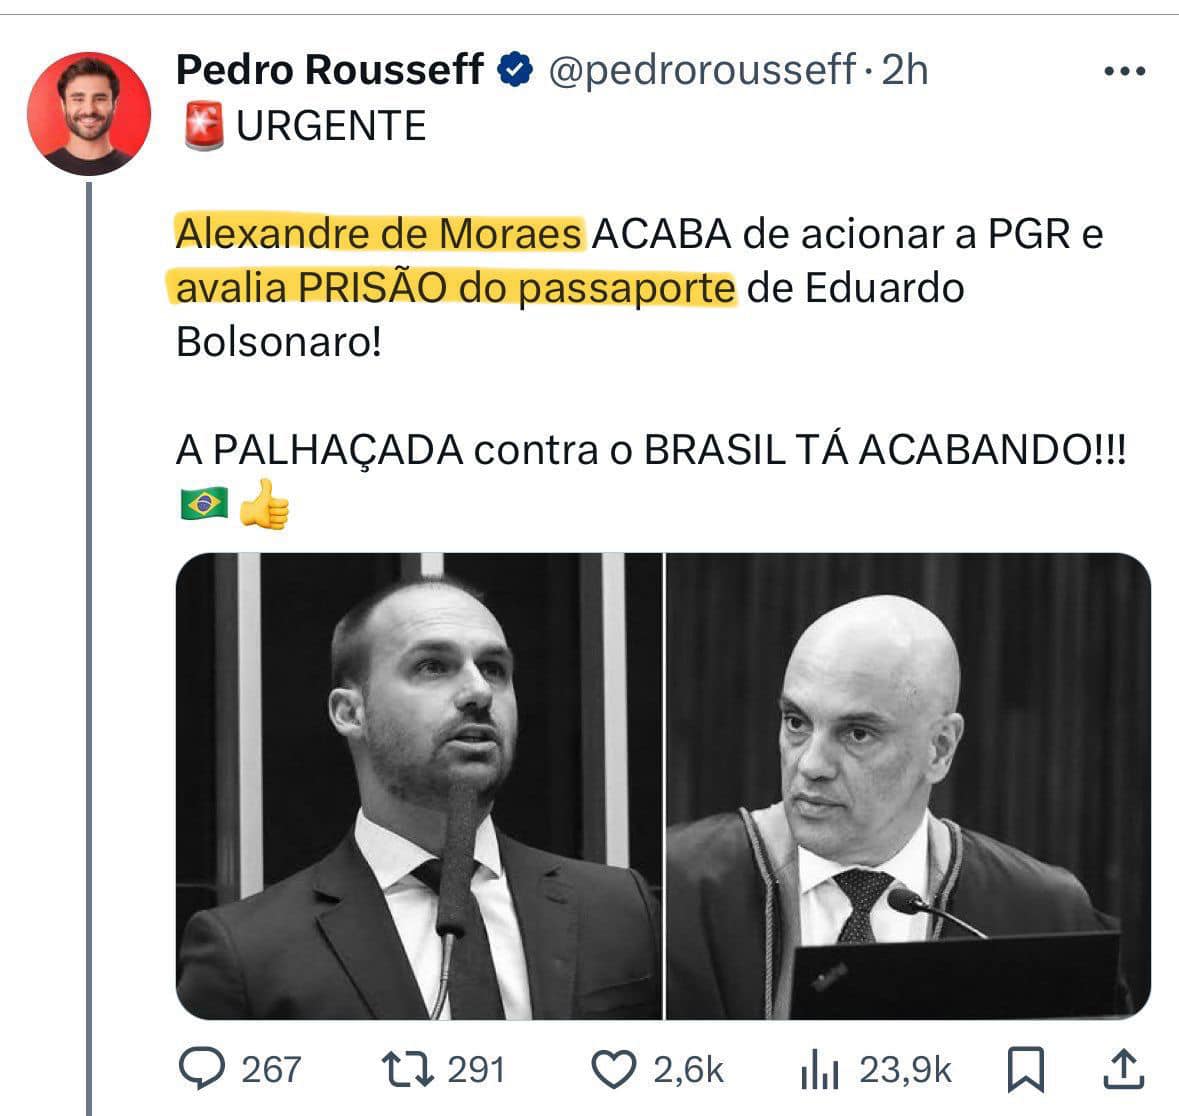 Pedro Rousseff @pedrorousseff · 2h
🚨 URGENTE
Alexandre de Moraes ACABA de acionar a PGR e
avalia PRISÃO do passaporte de Eduardo
Bolsonaro!
A PALHAÇADA contra o BRASIL TÁ ACABANDO!!!
🇧🇷👍
267 291 2,6k 23,9k